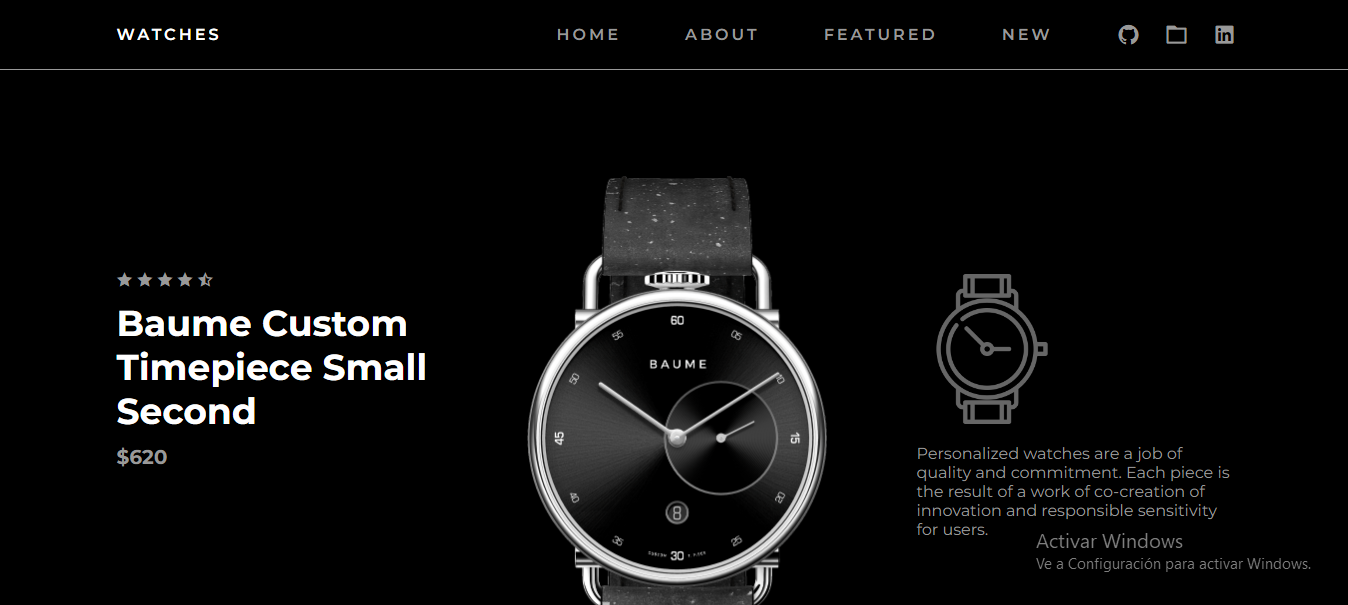 WATCHES
HOME
ABOUT
FEATURED
NEW
Baume Custom
Timepiece Small
Second
$620
60
05
10
15
20
25
30
35
40
45
50
55
BAUME
8
Personalized watches are a job of
quality and commitment. Each piece is
the result of a work of co-creation of
innovation and responsible sensitivity
for users.
Activar Windows
Ve a Configuración para activar Windows.
in